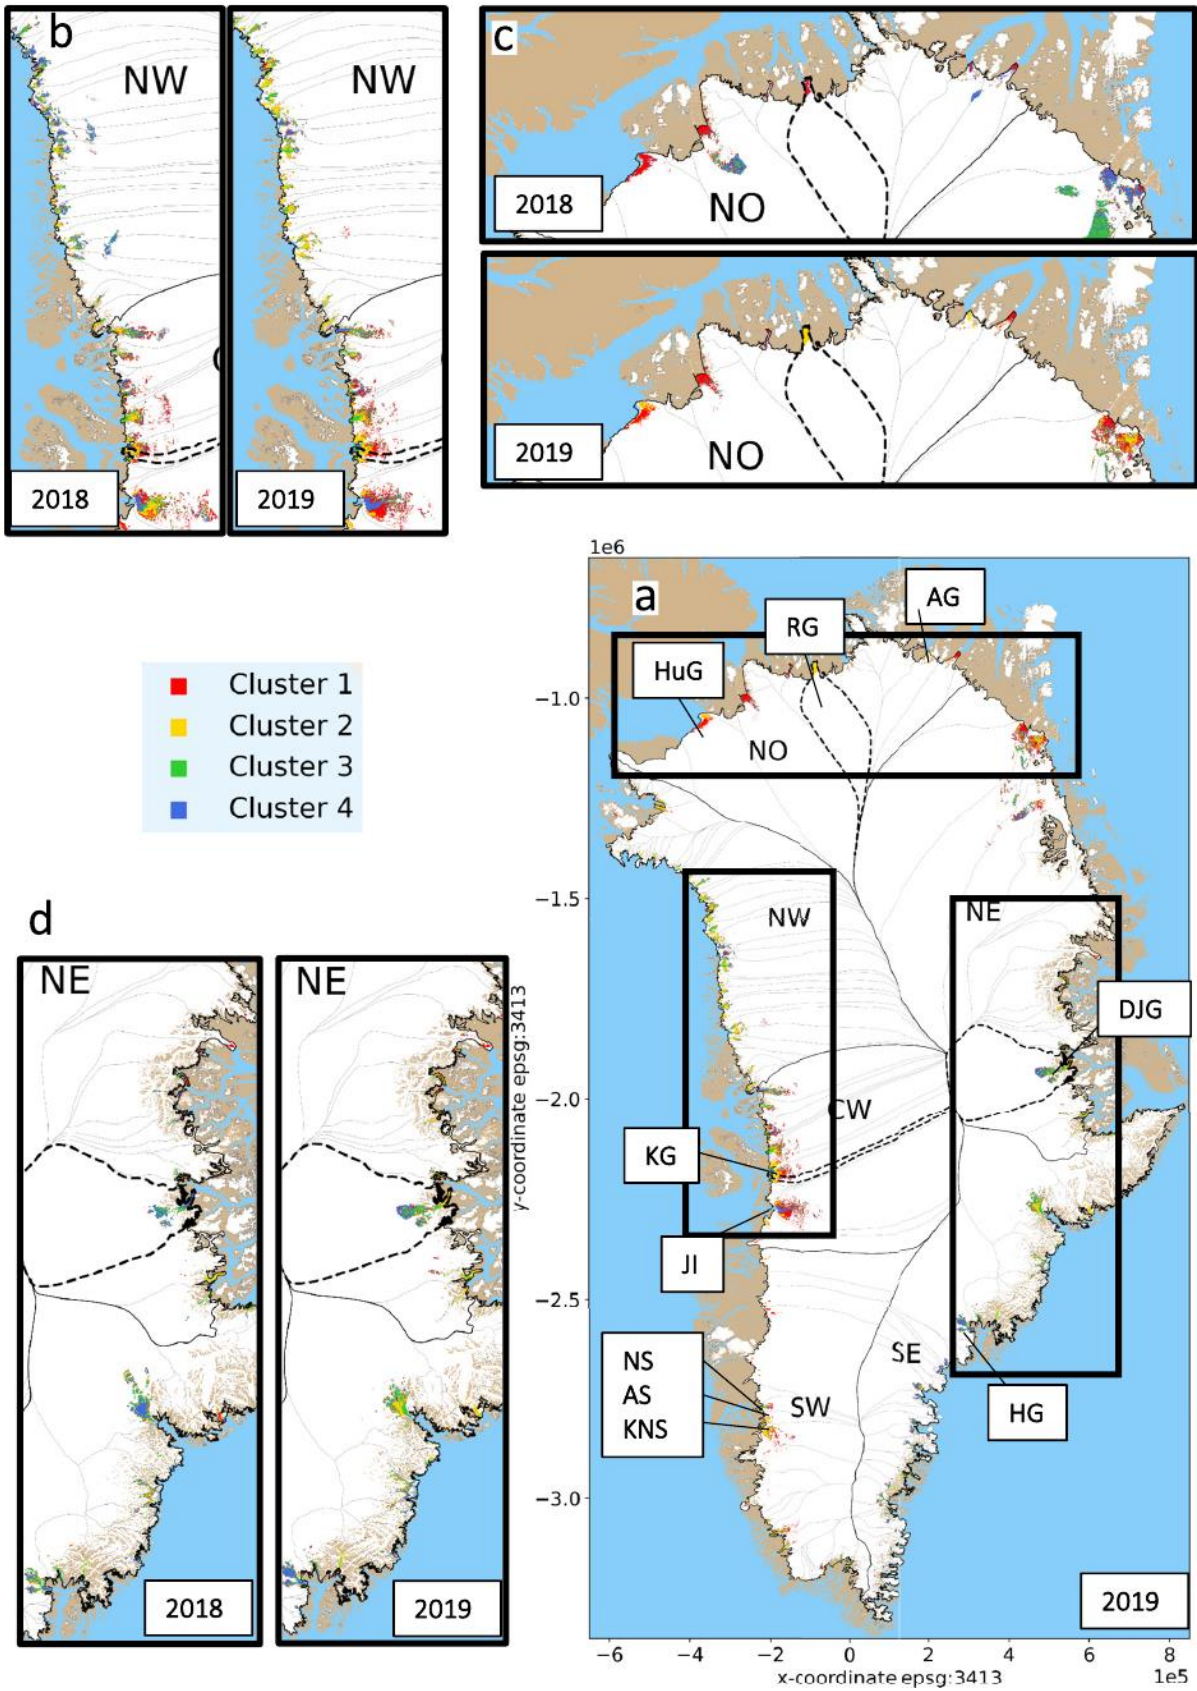 b
NW
NW
2018
2019
c
NO
2018
NO
2019
Cluster 1
Cluster 2
Cluster 3
Cluster 4
1e6
a
RG
AG
HuG
NO
NW
NE
DJG
CW
KG
JI
NS
AS
KNS
SW
SE
HG
2019
−1.0
−1.5
−2.0
−2.5
−3.0
y-coordinate epsg:3413
−6
−4
−2
0
2
4
6
8
1e5
x-coordinate epsg:3413
d
NE
NE
2018
2019